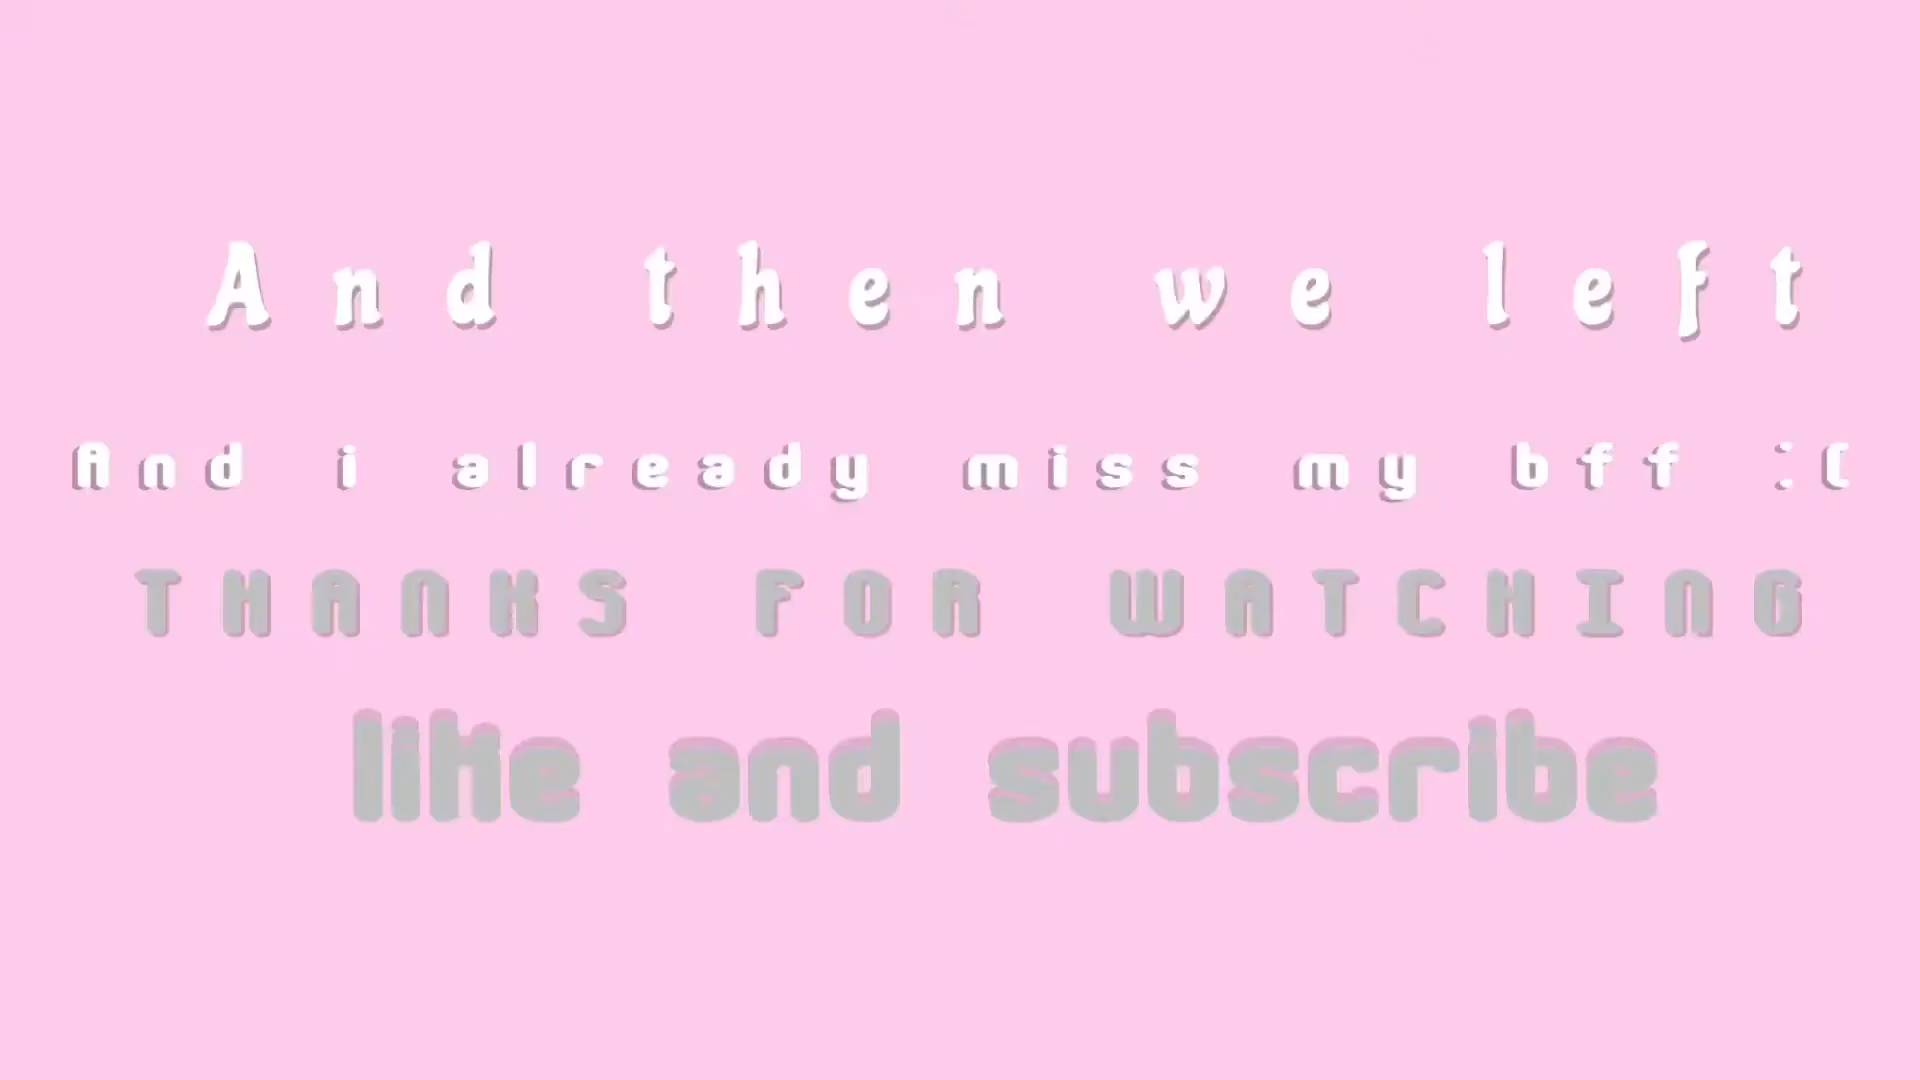 And then we left
And i already miss my bff :(
THANKS FOR WATCHING
like and subscribe